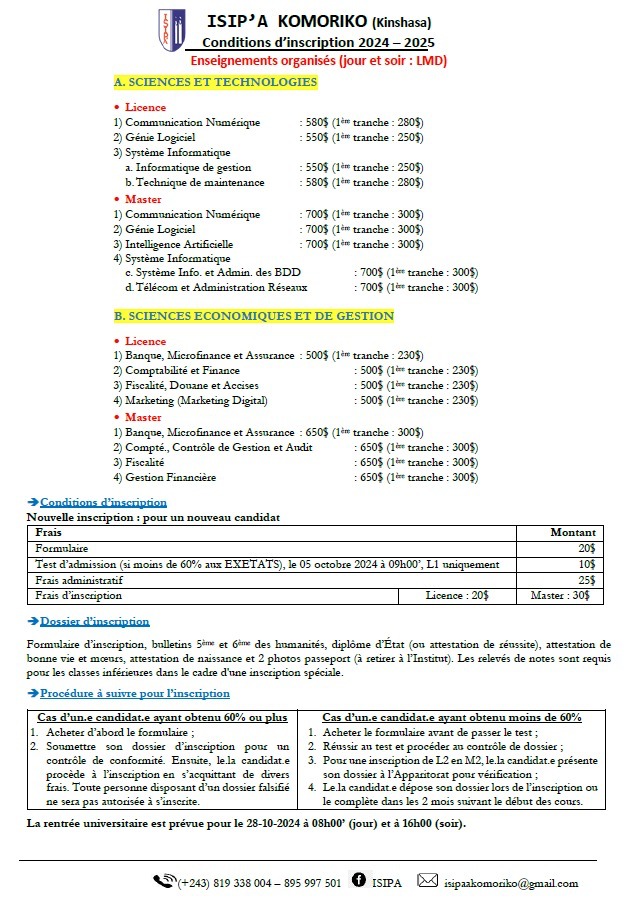 ISIP'A KOMORIKO (Kinshasa)
Conditions d'inscription 2024 – 2025
Enseignements organisés (jour et soir : LMD)
A. SCIENCES ET TECHNOLOGIES
• Licence
1) Communication Numérique : 580$ (1ère tranche : 280$)
2) Génie Logiciel : 550$ (1ère tranche : 250$)
3) Système Informatique
a. Informatique de gestion : 550$ (1ère tranche : 250$)
b. Technique de maintenance : 580$ (1ère tranche : 280$)
• Master
1) Communication Numérique : 700$ (1ère tranche : 300$)
2) Génie Logiciel : 700$ (1ère tranche : 300$)
3) Intelligence Artificielle : 700$ (1ère tranche : 300$)
4) Système Informatique
c. Système Info. et Admin. des BDD : 700$ (1ère tranche : 300$)
d. Télécom et Administration Réseaux : 700$ (1ère tranche : 300$)
B. SCIENCES ECONOMIQUES ET DE GESTION
• Licence
1) Banque, Microfinance et Assurance : 500$ (1ère tranche : 230$)
2) Comptabilité et Finance : 500$ (1ère tranche : 230$)
3) Fiscalité, Douane et Accises : 500$ (1ère tranche : 230$)
4) Marketing (Marketing Digital) : 500$ (1ère tranche : 230$)
• Master
1) Banque, Microfinance et Assurance : 650$ (1ère tranche : 300$)
2) Compté., Contrôle de Gestion et Audit : 650$ (1ère tranche : 300$)
3) Fiscalité : 650$ (1ère tranche : 300$)
4) Gestion Financière : 650$ (1ère tranche : 300$)
➔Conditions d'inscription
Nouvelle inscription : pour un nouveau candidat
Frais Montant
Formulaire 20$
Test d'admission (si moins de 60% aux EXETATS), le 05 octobre 2024 à 09h00', L1 uniquement 10$
Frais administratif 25$
Frais d'inscription Licence : 20$ Master : 30$
➔Dossier d'inscription
Formulaire d'inscription, bulletins 5ème et 6ème des humanités, diplôme d'État (ou attestation de réussite), attestation de
bonne vie et mœurs, attestation de naissance et 2 photos passeport (à retirer à l'Institut). Les relevés de notes sont requis
pour les classes inférieures dans le cadre d'une inscription spéciale.
➔Procédure à suivre pour l'inscription
Cas d'un.e candidat.e ayant obtenu 60% ou plus
1. Acheter d'abord le formulaire ;
2. Soumettre son dossier d'inscription pour un
contrôle de conformité. Ensuite, le.la candidat.e
procède à l'inscription en s'acquittant de divers
frais. Toute personne disposant d'un dossier falsifié
ne sera pas autorisée à s'inscrite.
Cas d'un.e candidat.e ayant obtenu moins de 60%
1. Acheter le formulaire avant de passer le test ;
2. Réussir au test et procéder au contrôle de dossier ;
3. Pour une inscription de L2 en M2, le.la candidat.e présente
son dossier à l'Apparitorat pour vérification ;
4. Le.la candidat.e dépose son dossier lors de l'inscription ou
le complète dans les 2 mois suivant le début des cours.
La rentrée universitaire est prévue pour le 28-10-2024 à 08h00' (jour) et à 16h00 (soir).
(+243) 819 338 004 – 895 997 501 ISIPA isipaakomoriko@gmail.com